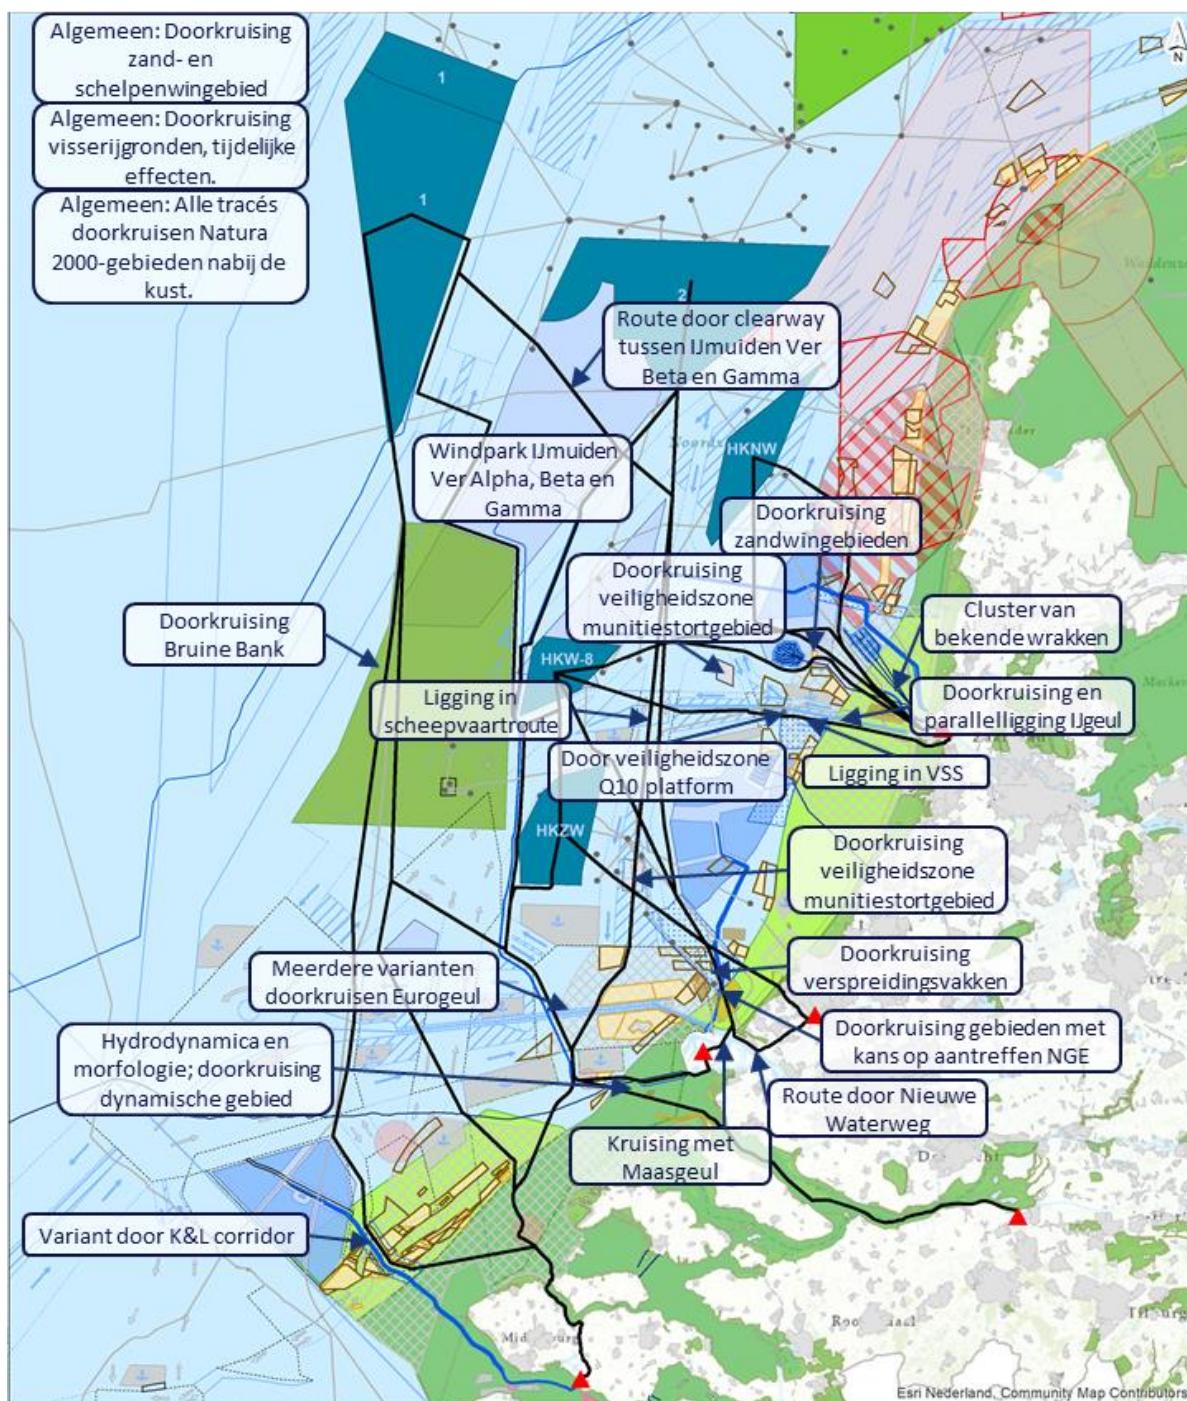 Algemeen: Doorkruising
zand- en
schelpenwingebied
Algemeen: Doorkruising
visserijgronden, tijdelijke
effecten.
Algemeen: Alle tracés
doorkruisen Natura
2000-gebieden nabij de
kust.
N
1
1
2
Route door clearway
tussen IJmuiden Ver
Beta en Gamma
Windpark IJmuiden
Ver Alpha, Beta en
Gamma
HKNW
Doorkruising
zandwingebieden
Doorkruising
veiligheidszone
munitiestortgebied
Cluster van
bekende wrakken
Doorkruising
Bruine Bank
HKW-8
Ligging in
scheepvaartroute
Doorkruising en
parallelligging IJgeul
Door veiligheidszone
Q10 platform
Ligging in VSS
HKZW
Doorkruising
veiligheidszone
munitiestortgebied
Meerdere varianten
doorkruisen Eurogeul
Doorkruising
verspreidingsvakken
Hydrodynamica en
morfologie; doorkruising
dynamische gebied
Doorkruising gebieden met
kans op aantreffen NGE
Route door Nieuwe
Waterweg
Kruising met
Maasgeul
Variant door K&L corridor
Esri Nederland, Community Map Contributors